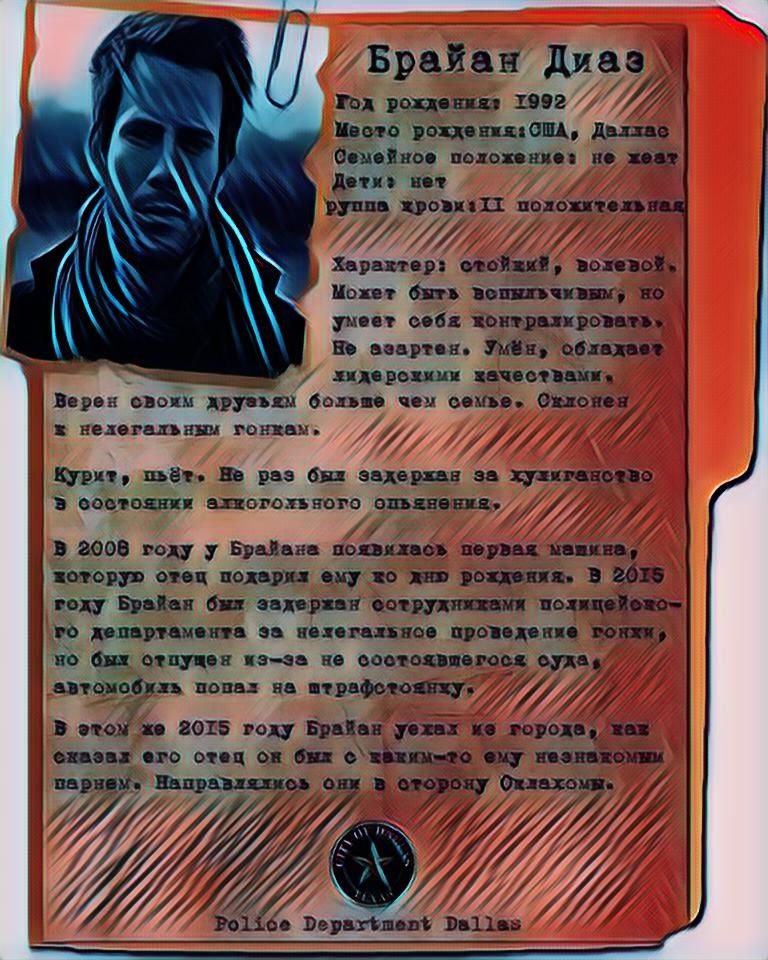 Брайан Диаз
Год рождения: 1992
Место рождения:США, Даллас
Семейное положение: не жеат
Дети: нет
руппа крови:II положительная
Характер: стойкий, волевой.
Может быть вспыльчивым, но
умеет себя контралировать.
Не азартен. Умён, обладает
лидерскими качествами.
Верен своим друзьям больше чем семье. Склонен
к нелегальным гонкам.
Курит, пьёт. Не раз был задержан за хулиганство
в состоянии алкогольного опьянения.
В 2008 году у Брайана появилась первая машина,
которую отец подарил ему ко дню рождения. В 2015
году Брайан был задержан сотрудниками полицейско-
го департамента за нелегальное проведение гонки,
но был отпущен из-за не состоявшегося суда,
автомобиль попал на штрафстоянку.
В этом же 2015 году Брайан уехал из города, как
сказал его отец он был с каким-то ему незнакомым
парнем. Направлялись они в сторону Оклахомы.
CITY OF DALLAS
TEXAS
Police Department Dallas